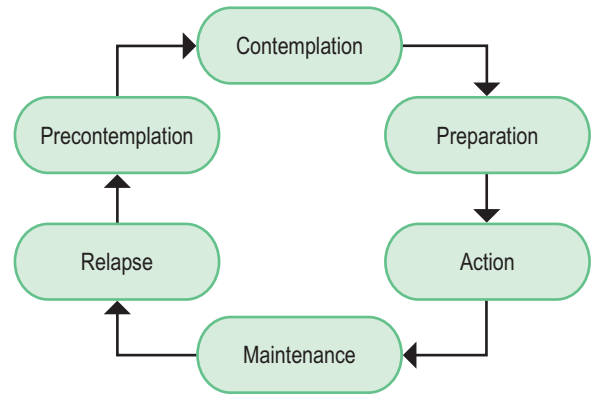 Contemplation
Precontemplation
Preparation
Relapse
Action
Maintenance